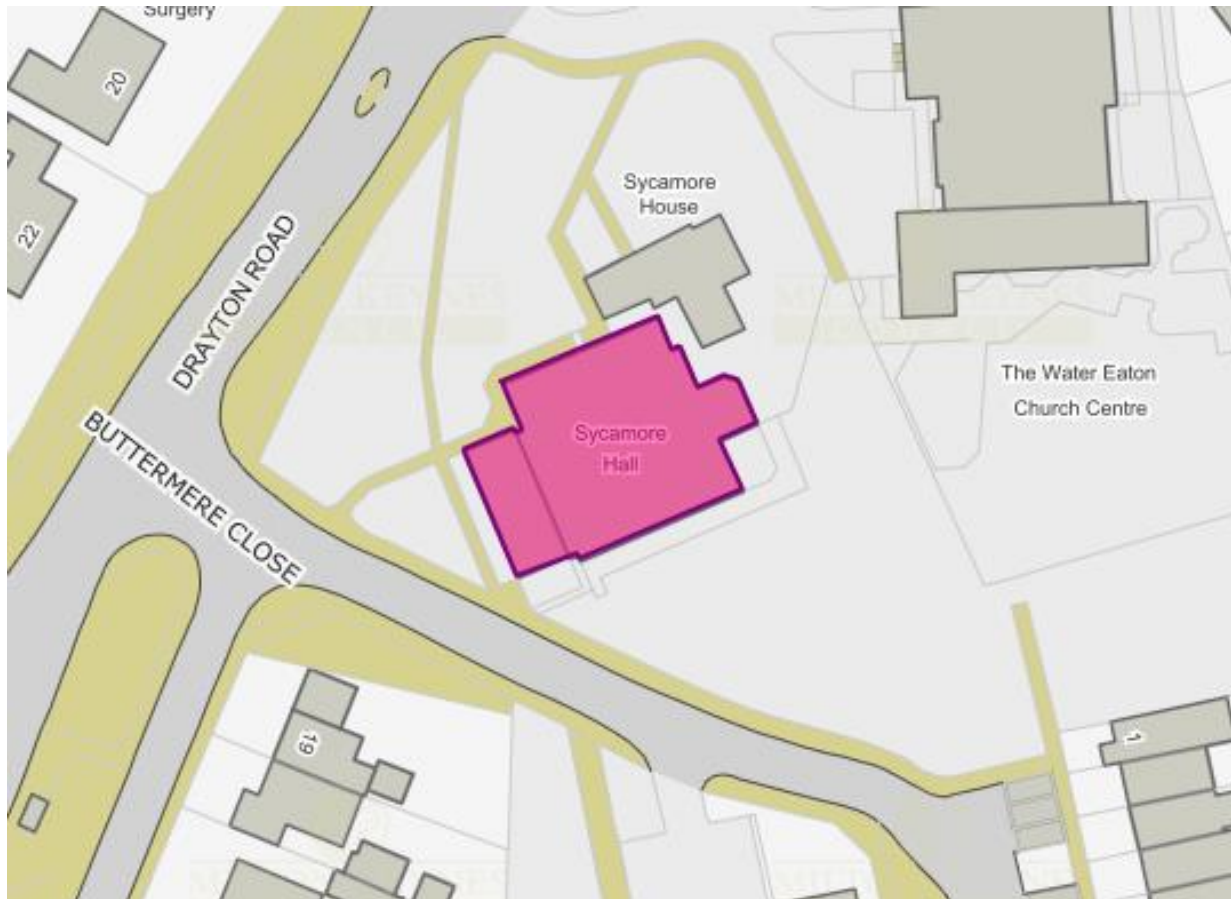 Surgery
20
22
DRAYTON ROAD
BUTTERMERE CLOSE
Sycamore
House
Sycamore
Hall
The Water Eaton
Church Centre
19
1